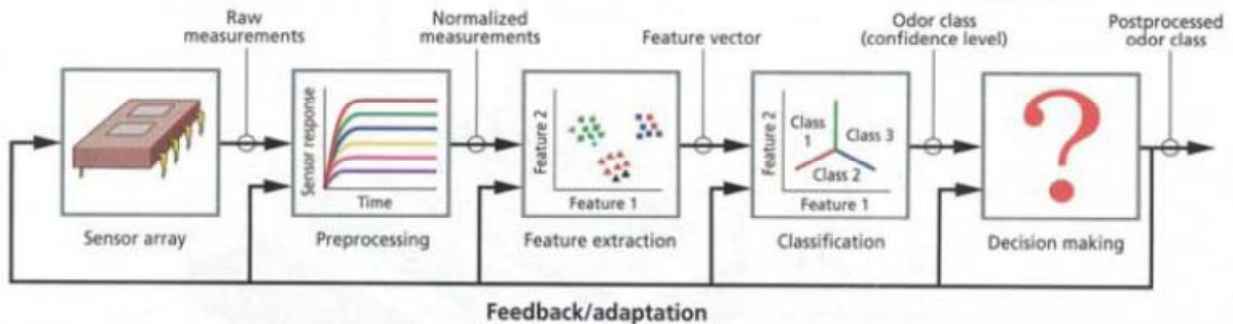 Raw
measurements
Normalized
measurements
Feature vector
Odor class
(confidence level)
Postprocessed
odor class
Sensor response
Time
Feature 2
Feature 1
Feature 2
Class
1
Class 3
Class 2
Feature 1
?
Sensor array
Preprocessing
Feature extraction
Classification
Decision making
Feedback/adaptation